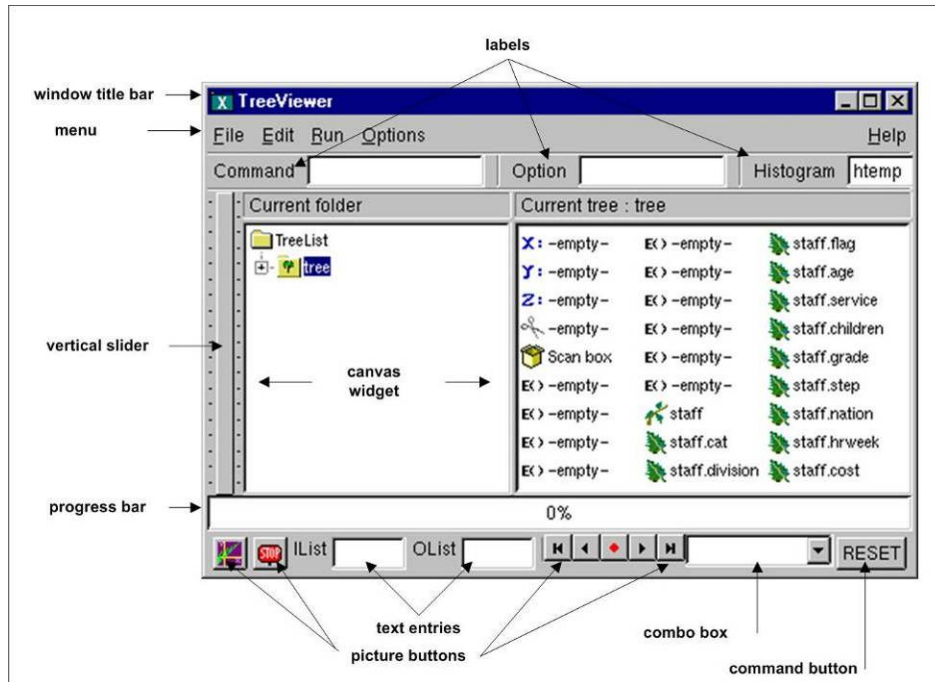 labels
window title bar
TreeViewer
menu
File Edit Run Options Help
Command Option Histogram htemp
Current folder Current tree : tree
TreeList
tree
X: -empty- E() -empty- staff.flag
Y: -empty- E() -empty- staff.age
Z: -empty- E() -empty- staff.service
-empty- E() -empty- staff.children
Scan box E() -empty- staff.grade
E() -empty- E() -empty- staff.step
E() -empty- staff staff.nation
E() -empty- staff.cat staff.hrweek
E() -empty- staff.division staff.cost
vertical slider
canvas
widget
progress bar
0%
STOP IList OList RESET
text entries
picture buttons
combo box
command button